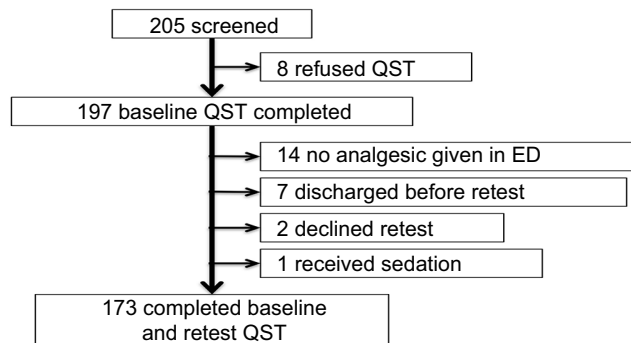 205 screened
8 refused QST
197 baseline QST completed
14 no analgesic given in ED
7 discharged before retest
2 declined retest
1 received sedation
173 completed baseline
and retest QST